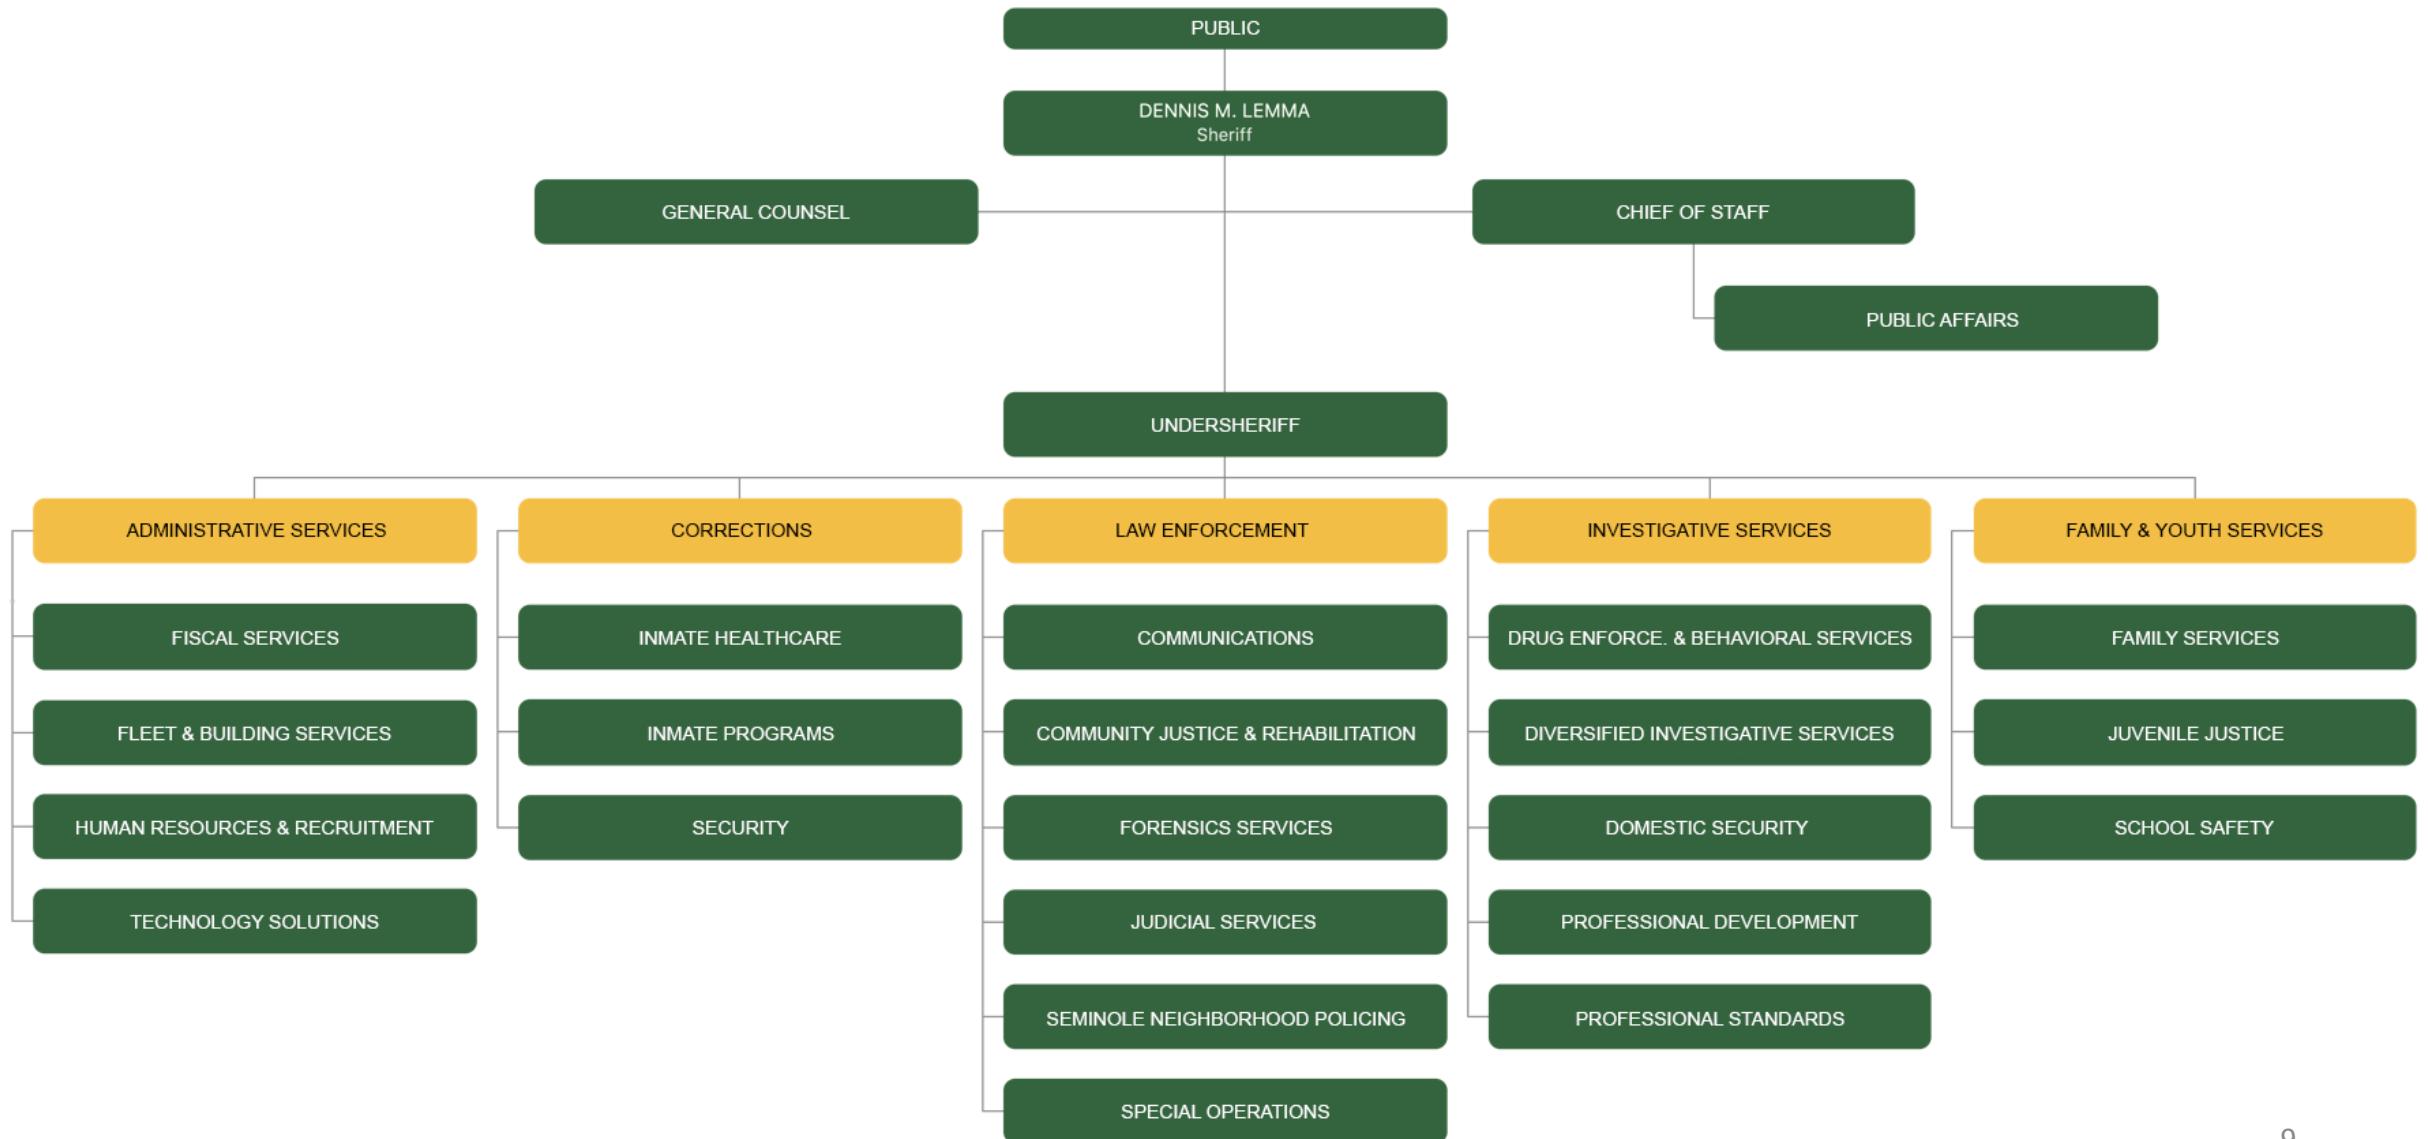 PUBLIC
DENNIS M. LEMMA
Sheriff
GENERAL COUNSEL
CHIEF OF STAFF
PUBLIC AFFAIRS
UNDERSHERIFF
ADMINISTRATIVE SERVICES
FISCAL SERVICES
FLEET & BUILDING SERVICES
HUMAN RESOURCES & RECRUITMENT
TECHNOLOGY SOLUTIONS
CORRECTIONS
INMATE HEALTHCARE
INMATE PROGRAMS
SECURITY
LAW ENFORCEMENT
COMMUNICATIONS
COMMUNITY JUSTICE & REHABILITATION
FORENSICS SERVICES
JUDICIAL SERVICES
SEMINOLE NEIGHBORHOOD POLICING
SPECIAL OPERATIONS
INVESTIGATIVE SERVICES
DRUG ENFORCE. & BEHAVIORAL SERVICES
DIVERSIFIED INVESTIGATIVE SERVICES
DOMESTIC SECURITY
PROFESSIONAL DEVELOPMENT
PROFESSIONAL STANDARDS
FAMILY & YOUTH SERVICES
FAMILY SERVICES
JUVENILE JUSTICE
SCHOOL SAFETY